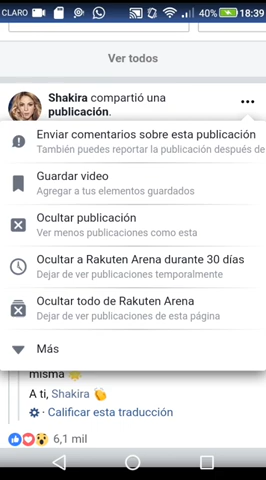 CLARO 40% 18:39
Ver todos
Shakira compartió una
publicación.
Enviar comentarios sobre esta publicación
También puedes reportar la publicación después de
Guardar video
Agregar a tus elementos guardados
Ocultar publicación
Ver menos publicaciones como esta
Ocultar a Rakuten Arena durante 30 días
Dejar de ver publicaciones temporalmente
Ocultar todo de Rakuten Arena
Dejar de ver publicaciones de esta página
Más
misma 🌟
A ti, Shakira 👏
· Calificar esta traducción
6,1 mil